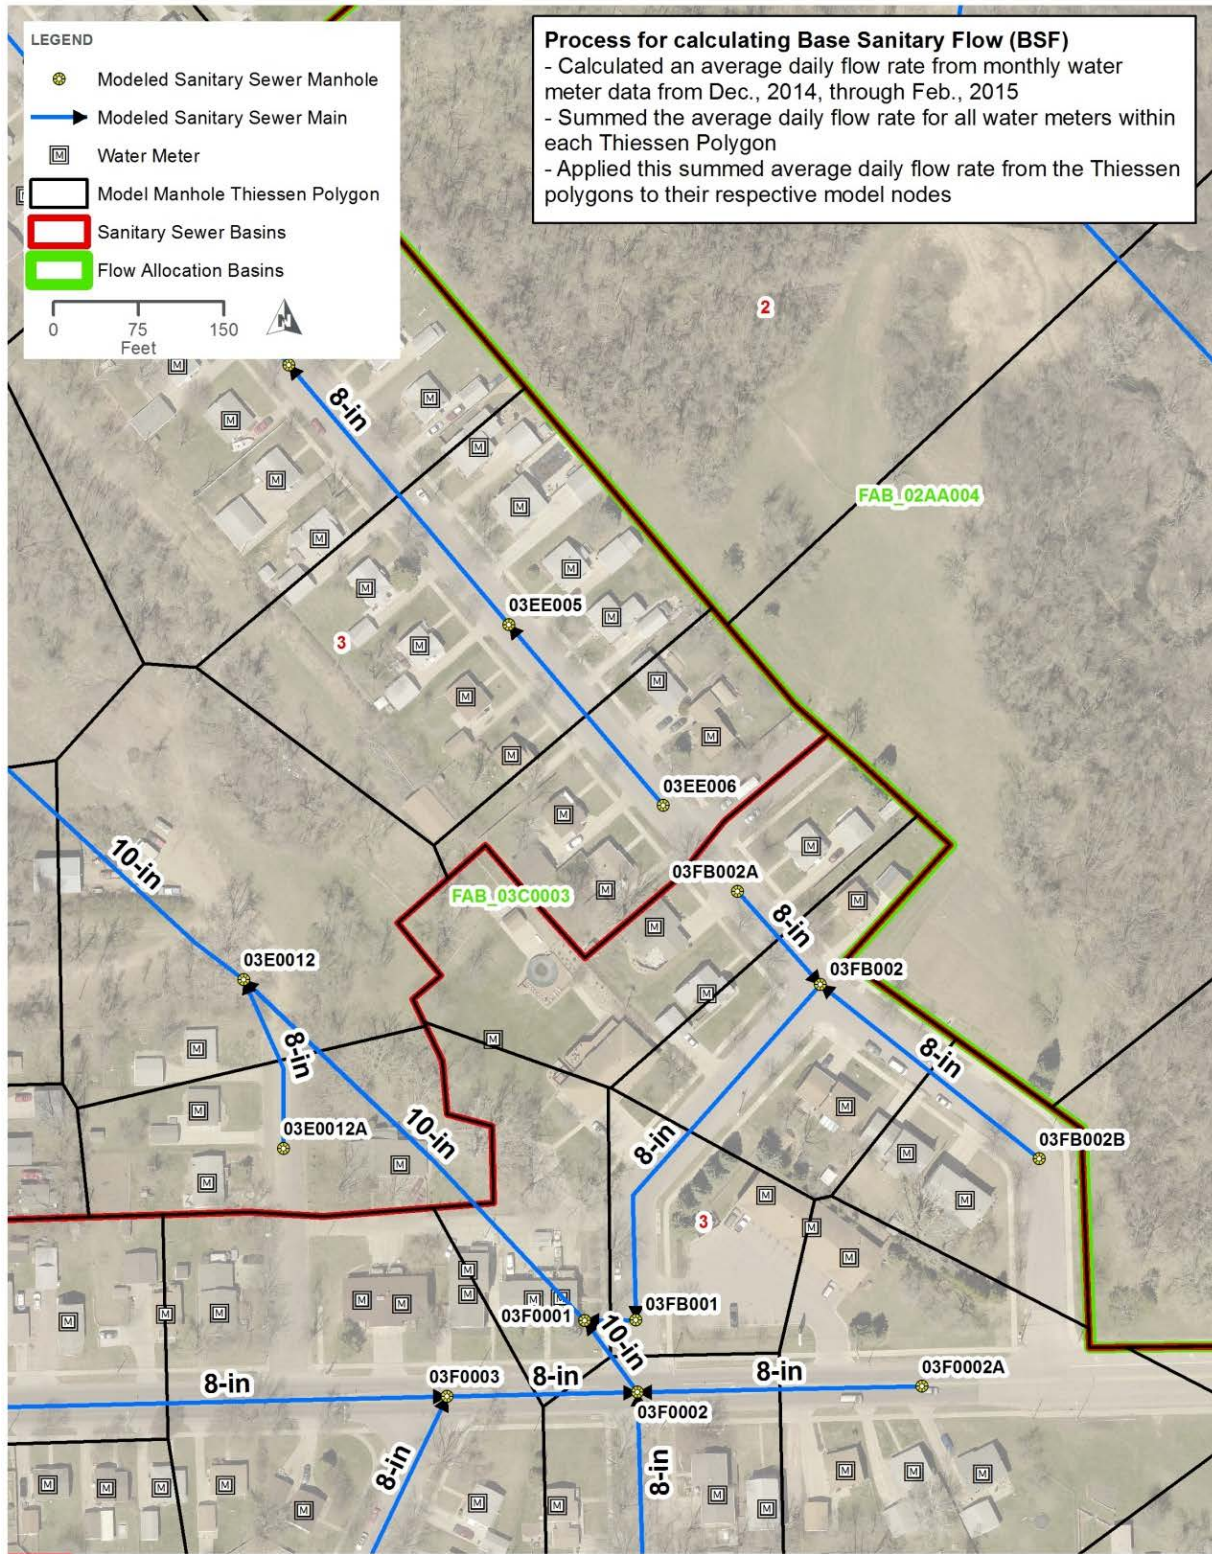 LEGEND
Modeled Sanitary Sewer Manhole
Modeled Sanitary Sewer Main
M Water Meter
Model Manhole Thiessen Polygon
Sanitary Sewer Basins
Flow Allocation Basins
0 75 150
Feet
N
Process for calculating Base Sanitary Flow (BSF)
- Calculated an average daily flow rate from monthly water
meter data from Dec., 2014, through Feb., 2015
- Summed the average daily flow rate for all water meters within
each Thiessen Polygon
- Applied this summed average daily flow rate from the Thiessen
polygons to their respective model nodes
2
8-in
FAB_02AA004
03EE005
3
03EE006
10-in
03FB002A
FAB_03C0003
8-in
03E0012
03FB002
8-in
8-in
03E0012A
10-in
8-in
03FB002B
3
03F0001
03FB001
10-in
03F0002A
03F0003
8-in
8-in
8-in
03F0002
8-in
8-in